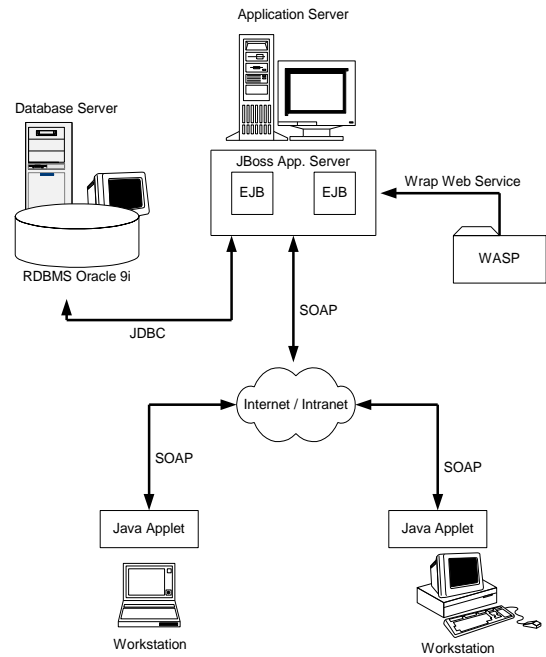 Application Server
Database Server
JBoss App. Server
EJB EJB
Wrap Web Service
WASP
RDBMS Oracle 9i
JDBC
SOAP
Internet / Intranet
SOAP
SOAP
Java Applet
Java Applet
Workstation
Workstation